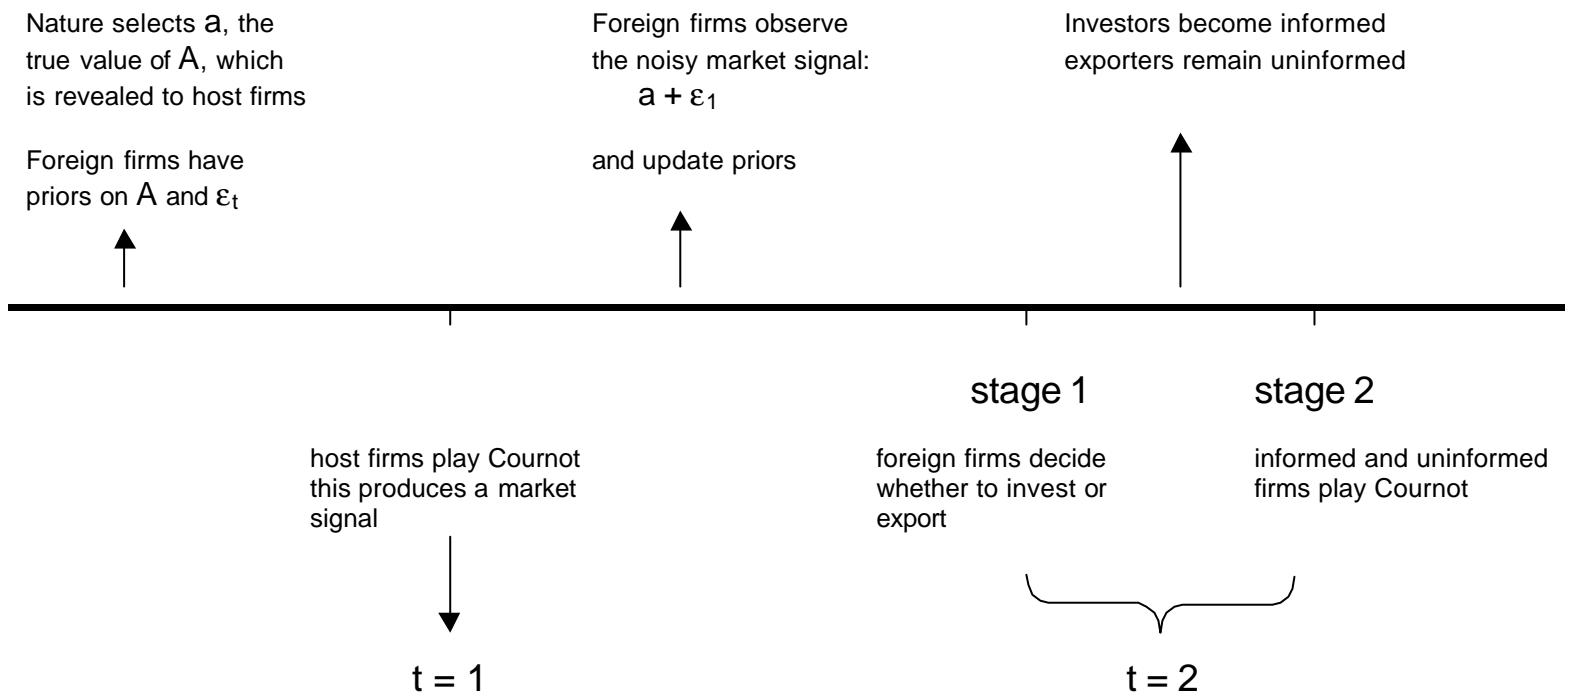 Nature selects a, the
true value of A, which
is revealed to host firms
Foreign firms have
priors on A and εt
Foreign firms observe
the noisy market signal:
a + ε1
and update priors
Investors become informed
exporters remain uninformed
host firms play Cournot
this produces a market
signal
t = 1
stage 1
foreign firms decide
whether to invest or
export
stage 2
informed and uninformed
firms play Cournot
t = 2